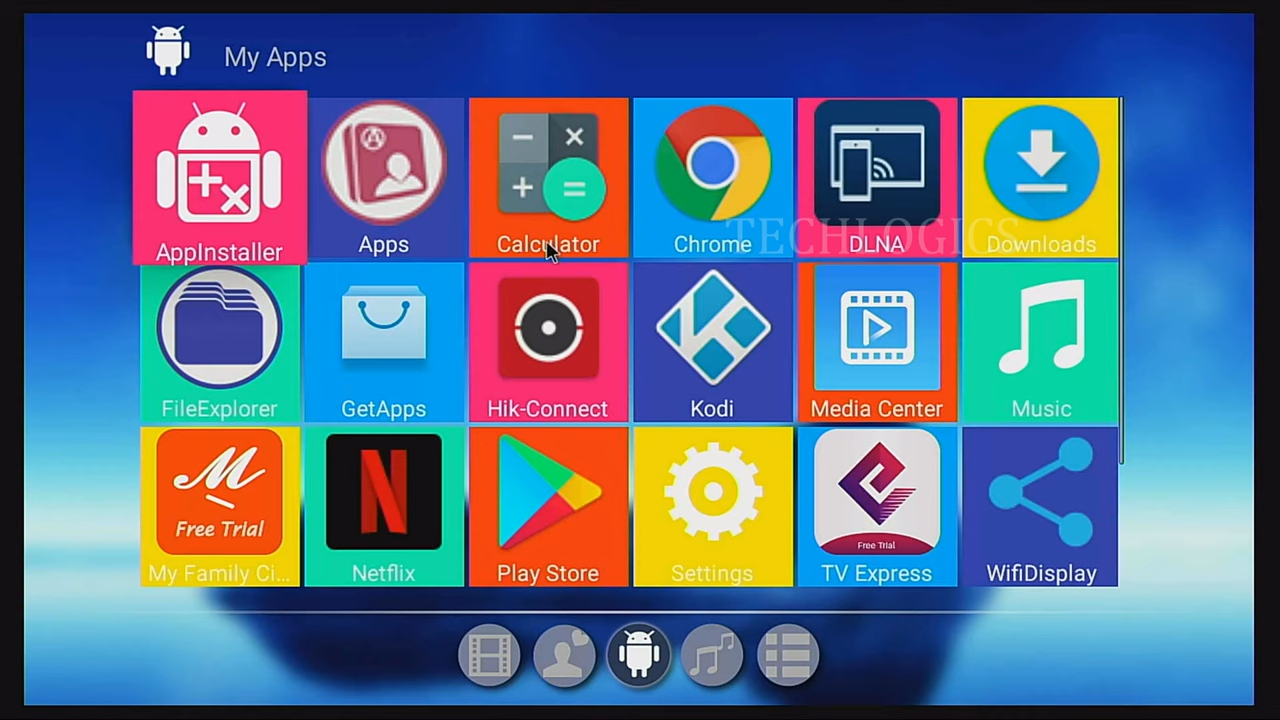 My Apps
AppInstaller
Apps
Calculator
Chrome
DLNA
Downloads
TECHLOGICS
FileExplorer
GetApps
Hik-Connect
Kodi
Media Center
Music
M
Free Trial
My Family Ci...
N
Netflix
Play Store
Settings
Free Trial
TV Express
WifiDisplay